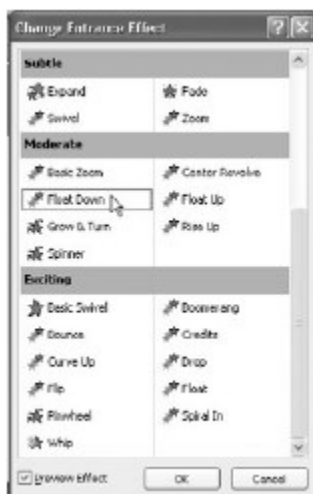 Change Entrance Effect
Subtle
Expand Fade
Swivel Zoom
Moderate
Basic Zoom Center Revolve
Float Down Float Up
Grow & Turn Rise Up
Spinner
Exciting
Basic Swivel Boomerang
Bounce Credits
Curve Up Drop
Flip Float
Pinwheel Spiral In
Whip
Preview Effect OK Cancel